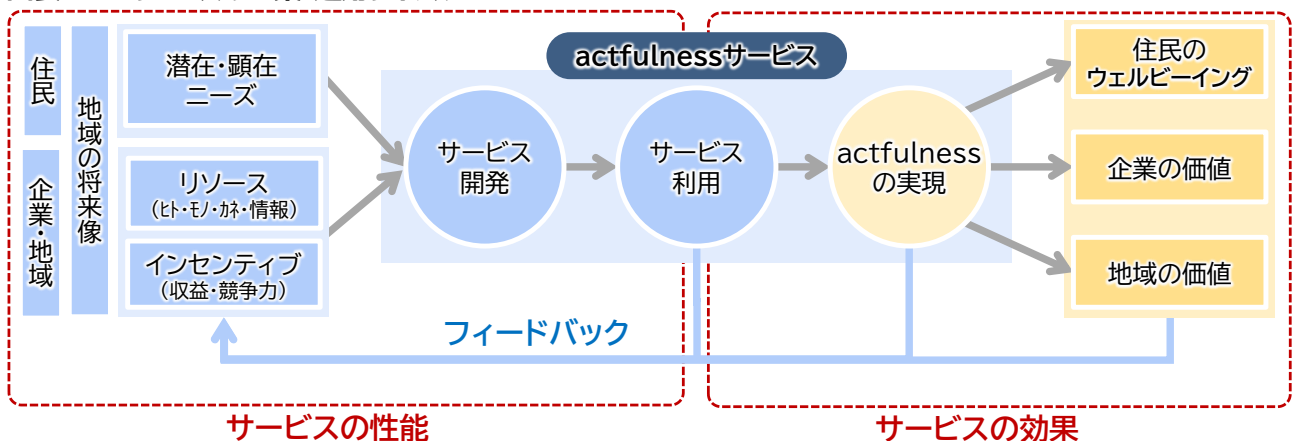 住民
企業・地域
地域の将来像
潜在・顕在
ニーズ
リソース
(ﾋﾄ・ﾓﾉ・ｶﾈ・情報)
インセンティブ
(収益・競争力)
actfulnessサービス
サービス
開発
サービス
利用
actfulness
の実現
住民の
ウェルビーイング
企業の価値
地域の価値
フィードバック
サービスの性能
サービスの効果